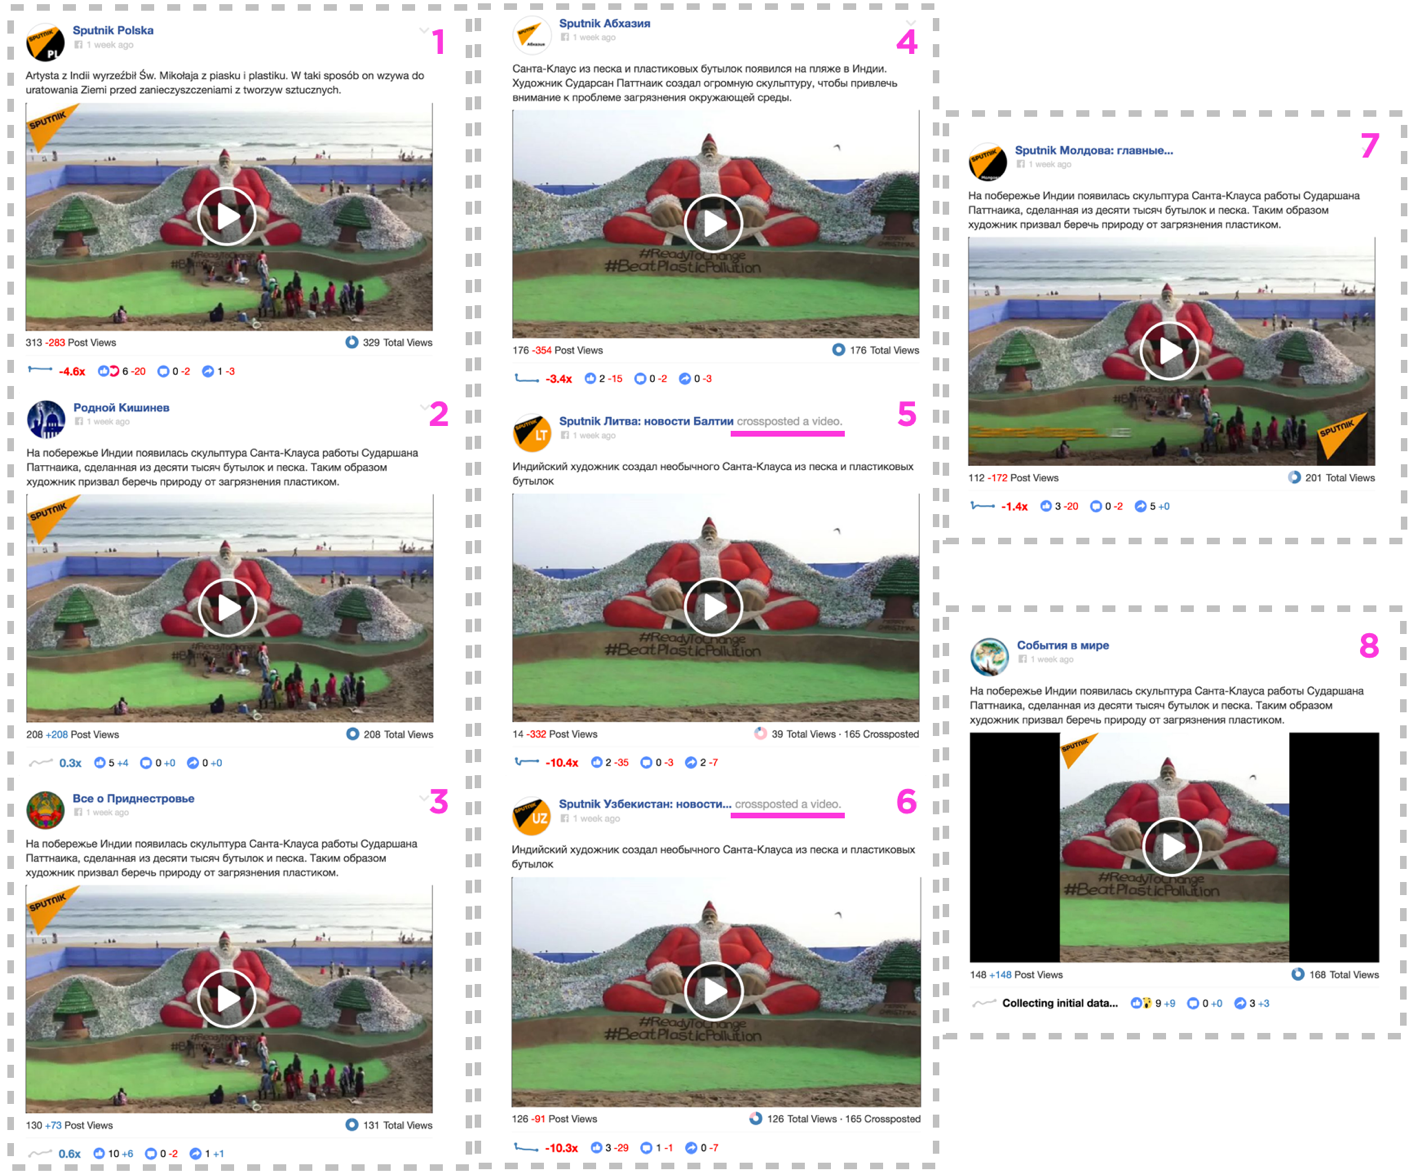 1
Sputnik Polska
1 week ago
Artysta z Indii wyrzeźbił Św. Mikołaja z piasku i plastiku. W taki sposób on wzywa do
uratowania Ziemi przed zanieczyszczeniami z tworzyw sztucznych.
SPUTNIK
313 -283 Post Views
329 Total Views
-4.6x 6 -20 0 -2 1 -3
2
Родной Кишинев
1 week ago
На побережье Индии появилась скульптура Санта-Клауса работы Сударшана
Паттнаика, сделанная из десяти тысяч бутылок и песка. Таким образом
художник призвал беречь природу от загрязнения пластиком.
SPUTNIK
208 +208 Post Views
208 Total Views
0.3x 5 +4 0 +0 0 +0
3
Все о Приднестровье
1 week ago
На побережье Индии появилась скульптура Санта-Клауса работы Сударшана
Паттнаика, сделанная из десяти тысяч бутылок и песка. Таким образом
художник призвал беречь природу от загрязнения пластиком.
SPUTNIK
130 +73 Post Views
131 Total Views
0.6x 10 +6 0 -2 1 +1
4
Sputnik Абхазия
1 week ago
Санта-Клаус из песка и пластиковых бутылок появился на пляже в Индии.
Художник Сударсан Паттнаик создал огромную скульптуру, чтобы привлечь
внимание к проблеме загрязнения окружающей среды.
#ReadyToChange
#BeatPlasticPollution
176 -354 Post Views
176 Total Views
-3.4x 2 -15 0 -2 0 -3
5
Sputnik Литва: новости Балтии crossposted a video.
1 week ago
LT
Индийский художник создал необычного Санта-Клауса из песка и пластиковых
бутылок
#ReadyToChange
#BeatPlasticPollution
14 -332 Post Views
39 Total Views · 165 Crossposted
-10.4x 2 -35 0 -3 2 -7
6
Sputnik Узбекистан: новости... crossposted a video.
1 week ago
UZ
Индийский художник создал необычного Санта-Клауса из песка и пластиковых
бутылок
#ReadyToChange
#BeatPlasticPollution
126 -91 Post Views
126 Total Views · 165 Crossposted
-10.3x 3 -29 1 -1 0 -7
7
Sputnik Молдова: главные...
1 week ago
На побережье Индии появилась скульптура Санта-Клауса работы Сударшана
Паттнаика, сделанная из десяти тысяч бутылок и песка. Таким образом
художник призвал беречь природу от загрязнения пластиком.
SPUTNIK
112 -172 Post Views
201 Total Views
-1.4x 3 -20 0 -2 5 +0
8
События в мире
1 week ago
На побережье Индии появилась скульптура Санта-Клауса работы Сударшана
Паттнаика, сделанная из десяти тысяч бутылок и песка. Таким образом
художник призвал беречь природу от загрязнения пластиком.
SPUTNIK
#ReadyToChange
#BeatPlasticPollution
148 +148 Post Views
168 Total Views
Collecting initial data... 9 +9 0 +0 3 +3